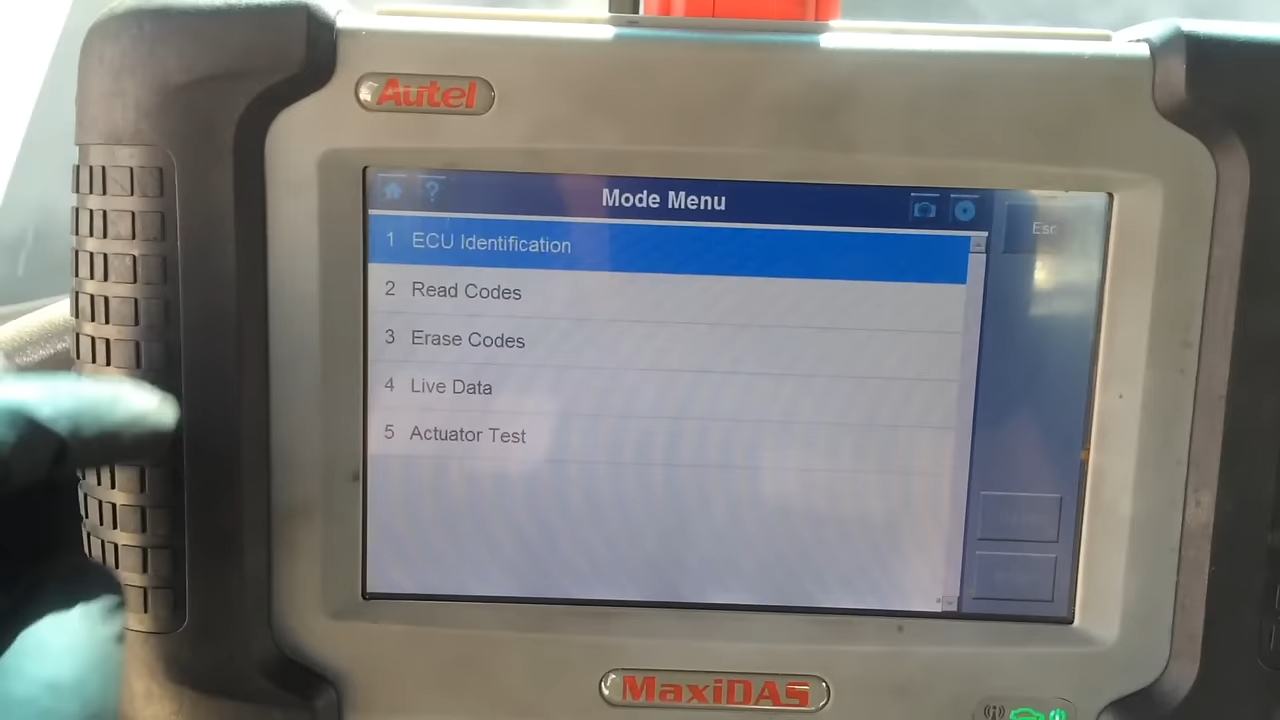 Autel
? Mode Menu
Esc
1 ECU Identification
2 Read Codes
3 Erase Codes
4 Live Data
5 Actuator Test
MaxiDAS